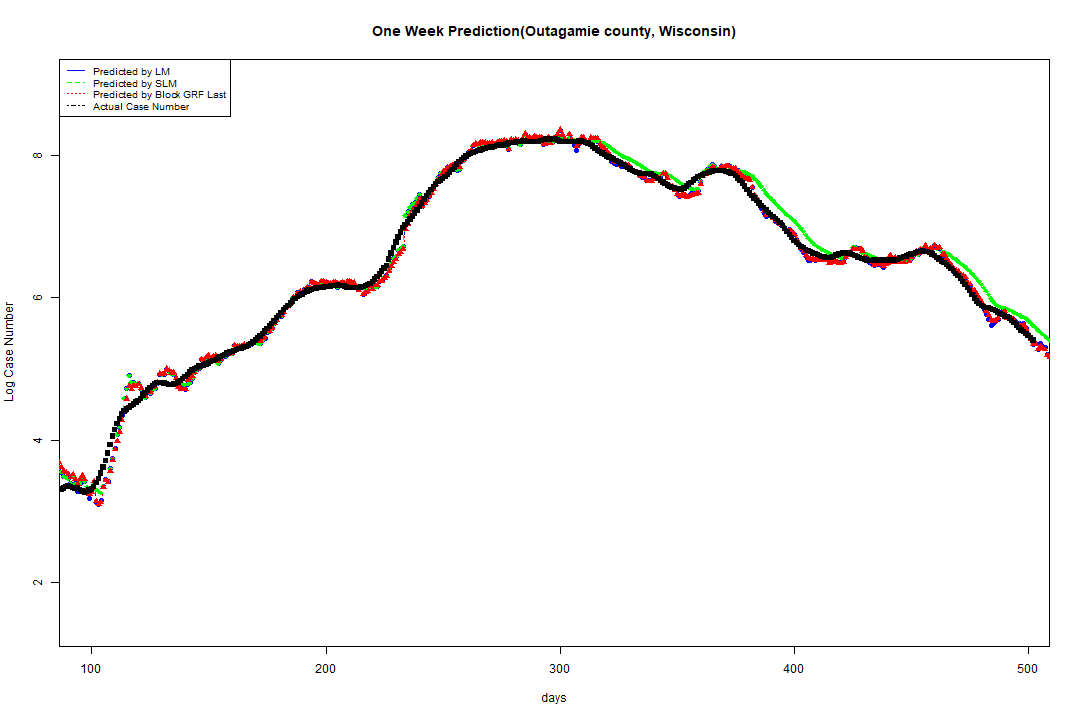 One Week Prediction(Outagamie county, Wisconsin)
Predicted by LM
Predicted by SLM
Predicted by Block GRF Last
Actual Case Number
8
6
4
2
Log Case Number
100 200 300 400 500
days